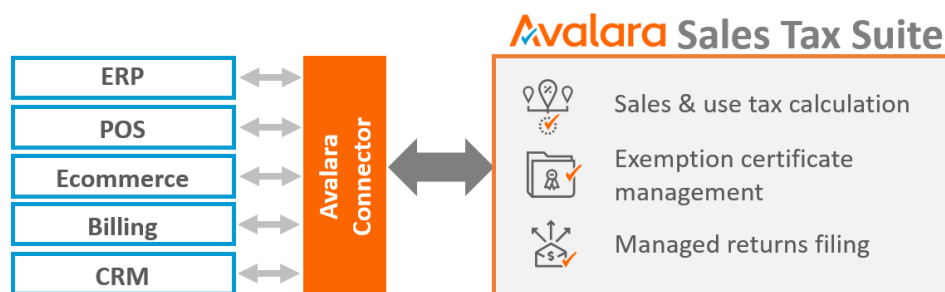 Avalara Sales Tax Suite
ERP
POS
Ecommerce
Billing
CRM
Avalara
Connector
Sales & use tax calculation
Exemption certificate
management
Managed returns filing